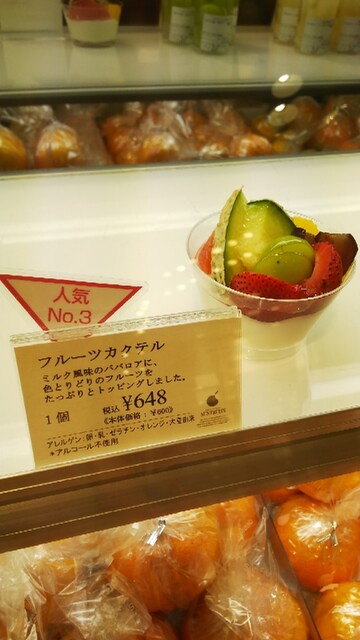 人気
No.3
フルーツカクテル
ミルク風味のババロアに、
色とりどりのフルーツを
たっぷりとトッピングしました。
1個 税込 ¥648
《本体価格：¥600》
アレルゲン：卵・乳・ゼラチン・オレンジ・大豆由来
*アルコール不使用